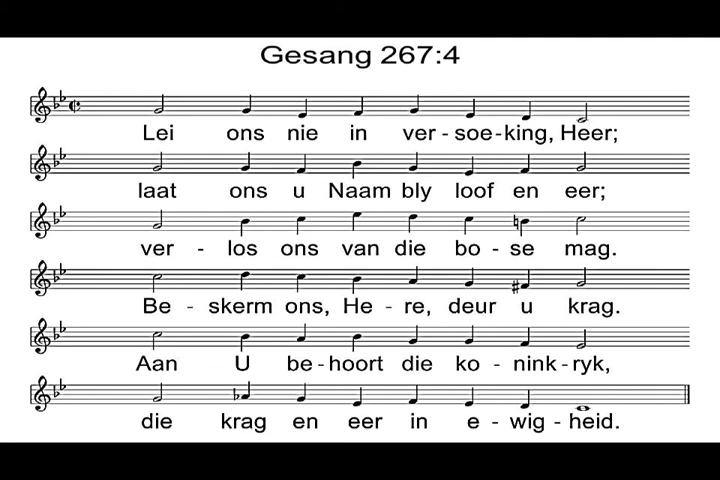 Gesang 267:4
Lei ons nie in ver-soe-king, Heer;
laat ons u Naam bly loof en eer;
ver - los ons van die bo - se mag.
Be - skerm ons, He - re, deur u krag.
Aan U be-hoort die ko - nink-ryk,
die krag en eer in e - wig - heid.